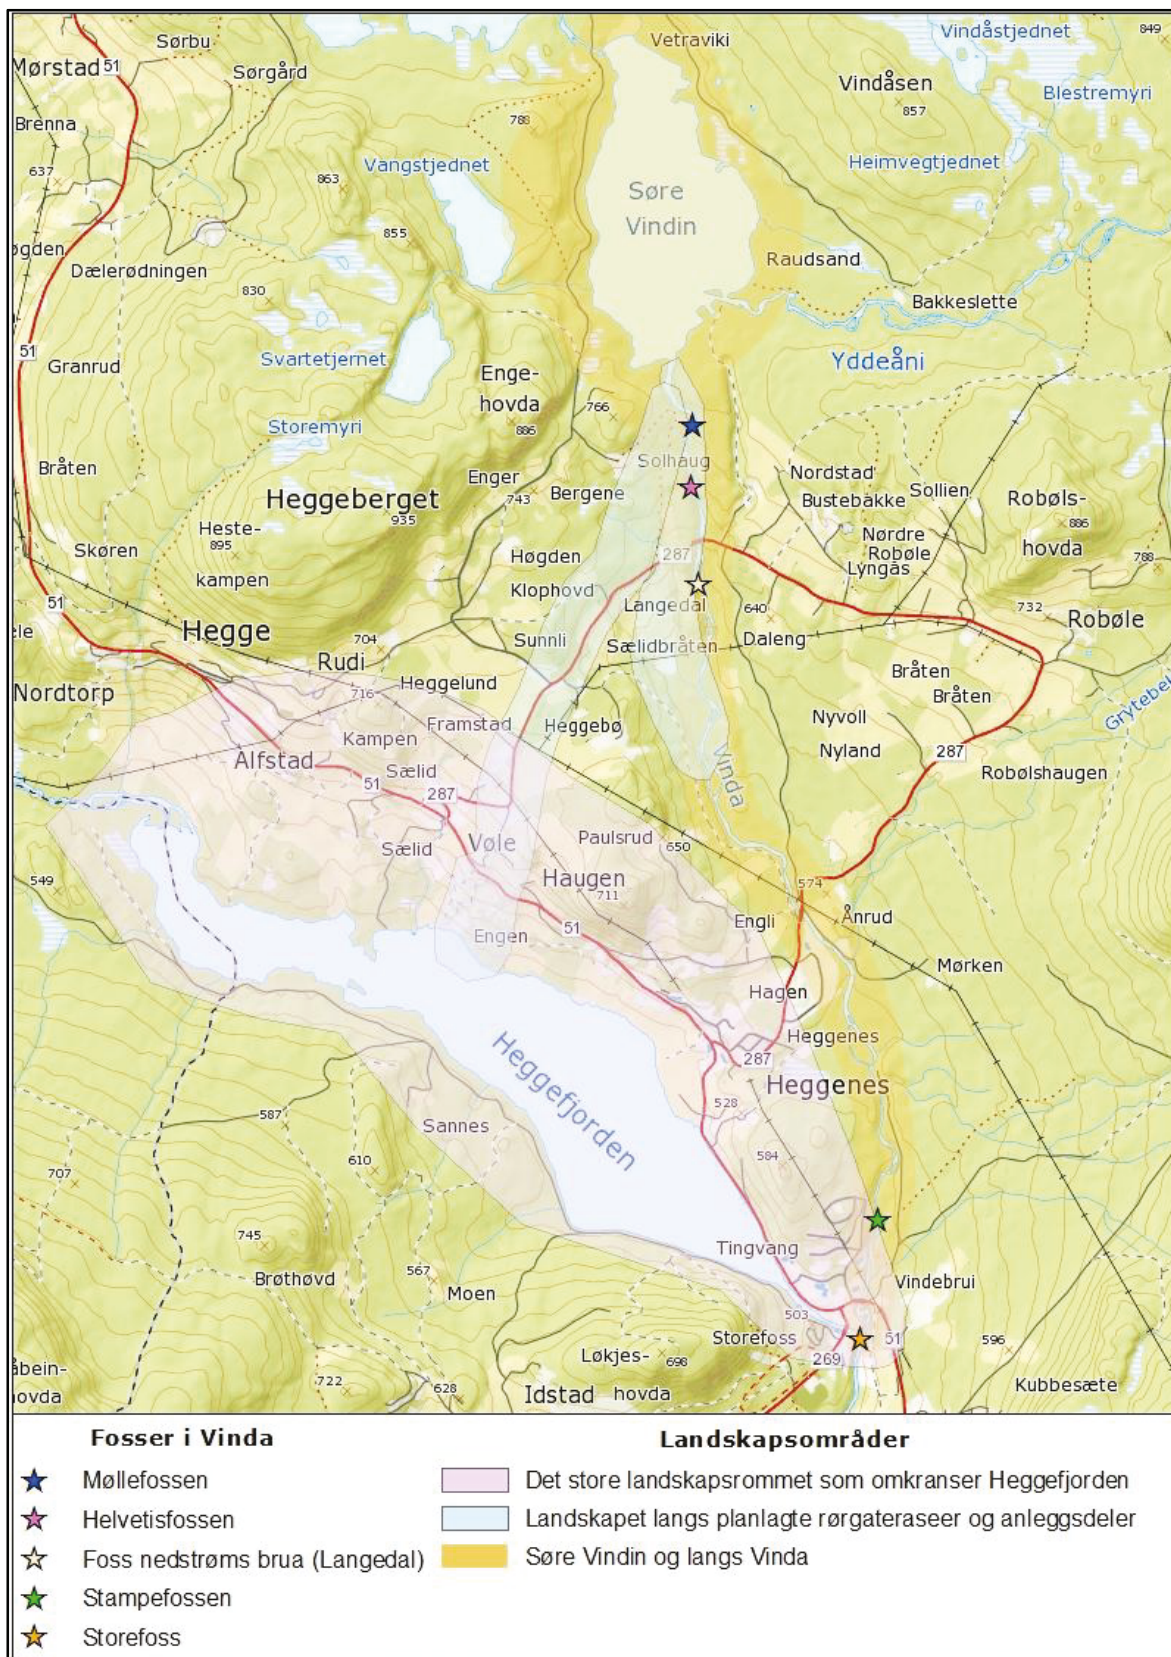 Sørbu
Vetraviki
Vindåstjednet
849
Mørstad
51
Sørgård
Vindåsen
857
Blestremyri
Brenna
788
Vangstjednet
Heimvegtjednet
637
863
Søre
Vindin
855
Raudsand
Dælerødningen
830
Bakkeslette
51
Granrud
Svartetjernet
Yddeåni
Enge-
hovda
886
766
Storemyri
Bråten
Enger
Solhaug
Nordstad
Sollien
Heggeberget
935
743
Bergene
Bustebakke
Robøls-
886
hovda
Heste-
895
kampen
Skøren
Høgden
287
Nørdre
Robøle
Lyngås
788
Klophovd
51
Langedal
640
732
Robøle
Hegge
704
Rudi
Sunnli
Sælidbråten
Daleng
Bråten
Bråten
Nordtorp
716
Heggelund
Framstad
Heggebø
Nyvoll
Nyland
Grytebek
Kampen
Alfstad
Sælid
51
287
Vinda
287
Robølshaugen
Sælid
Vøle
Paulsrud
650
549
Haugen
711
574
Engli
Ånrud
Engen
51
Mørken
Hagen
Heggenes
287
Heggenes
Heggefjorden
528
587
Sannes
584
707
610
745
Tingvang
Brøthøvd
567
Moen
Vindebrui
503
Storefoss
51
596
Løkjes-
698
hovda
269
åbein-
hovda
722
628
Idstad
Kubbesæte
Fosser i Vinda
Møllefossen
Helvetisfossen
Foss nedstrøms brua (Langedal)
Stampefossen
Storefoss
Landskapsområder
Det store landskapsrommet som omkranser Heggefjorden
Landskapet langs planlagte rørgateraseer og anleggsdeler
Søre Vindin og langs Vinda